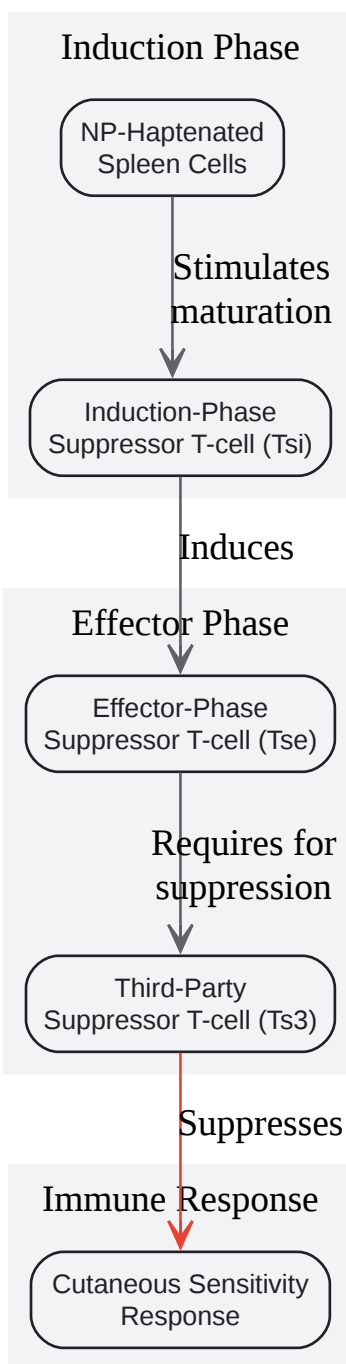 Induction Phase
NP-Haptenated
Spleen Cells
Stimulates
maturation
Induction-Phase
Suppressor T-cell (Tsi)
Induces
Effector Phase
Effector-Phase
Suppressor T-cell (Tse)
Requires for
suppression
Third-Party
Suppressor T-cell (Ts3)
Suppresses
Immune Response
Cutaneous Sensitivity
Response